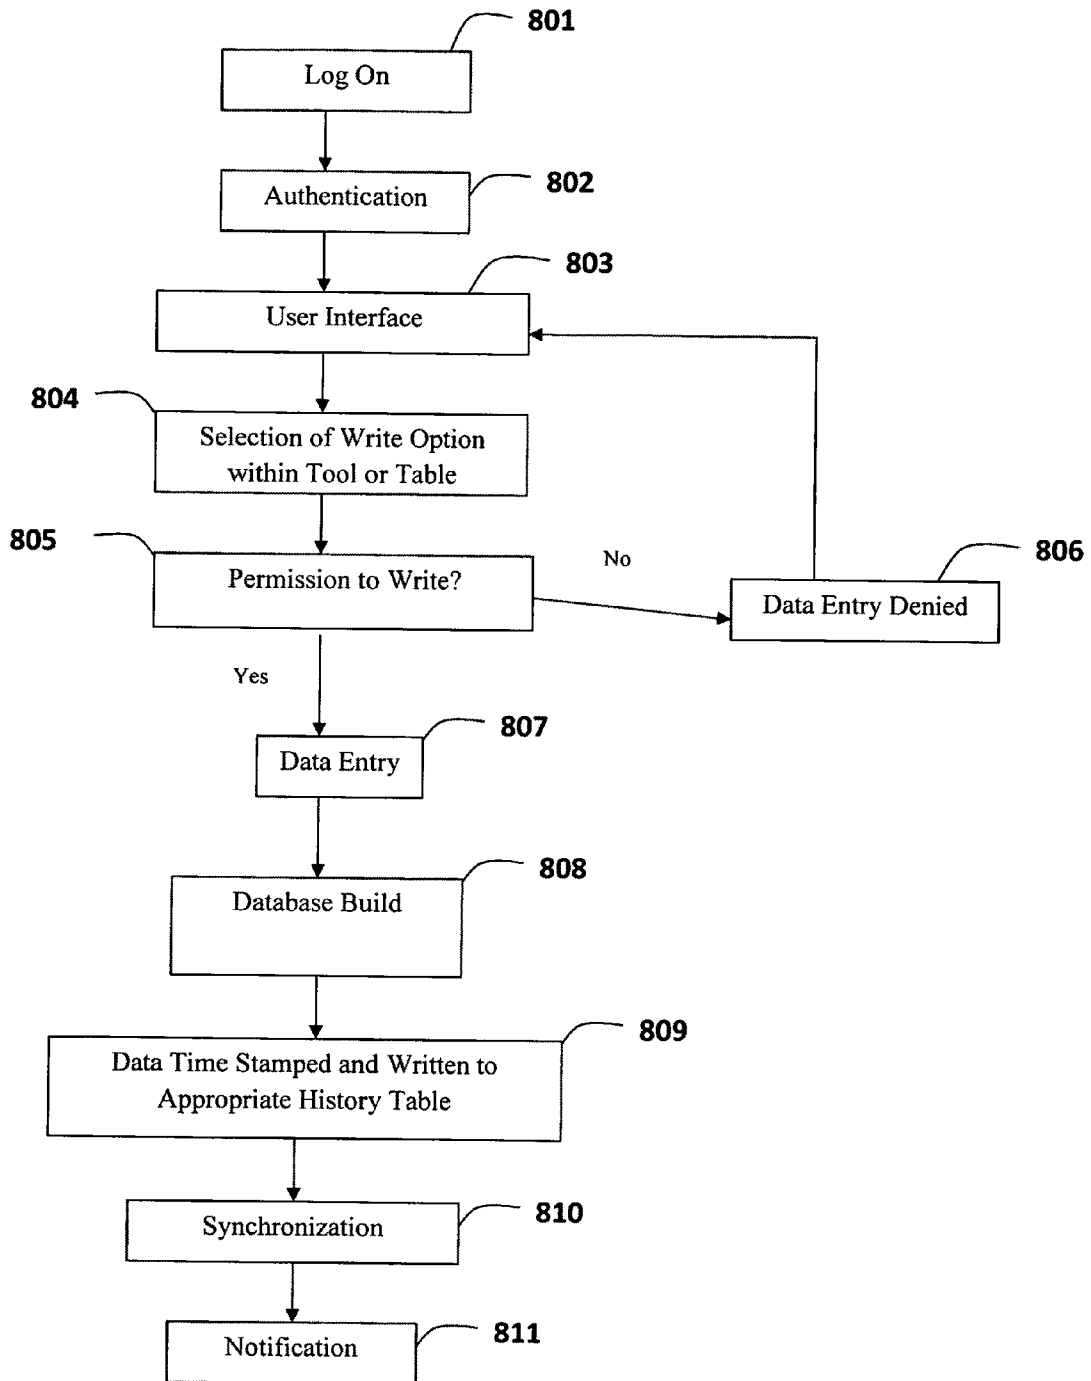 801
Log On
802
Authentication
803
User Interface
804
Selection of Write Option
within Tool or Table
805
Permission to Write?
No
806
Data Entry Denied
Yes
807
Data Entry
808
Database Build
809
Data Time Stamped and Written to
Appropriate History Table
810
Synchronization
811
Notification